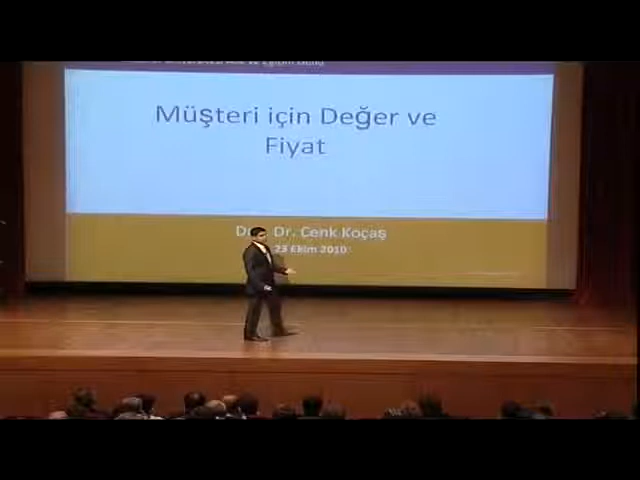 Müşteri için Değer ve
Fiyat
Dr. Cenk Koçaş
23 Ekim 2010